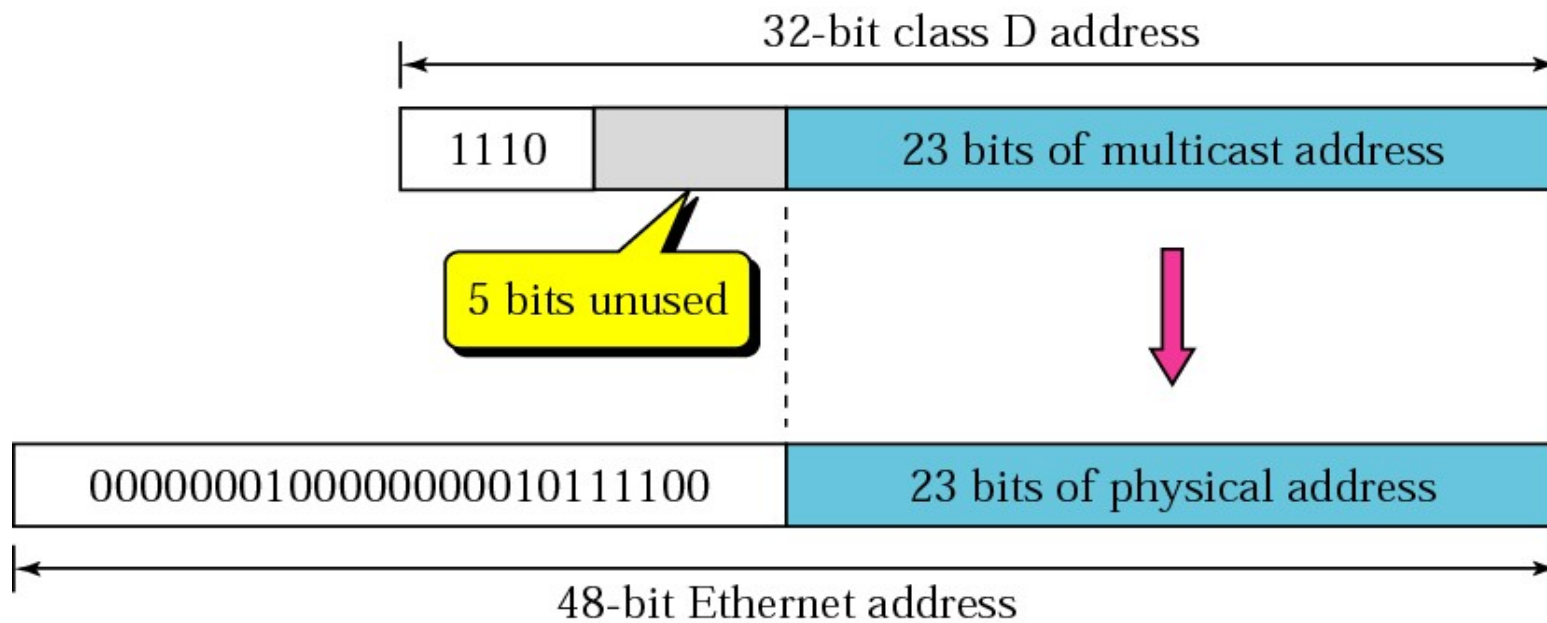 32-bit class D address
1110
23 bits of multicast address
5 bits unused
0000000100000000010111100
23 bits of physical address
48-bit Ethernet address